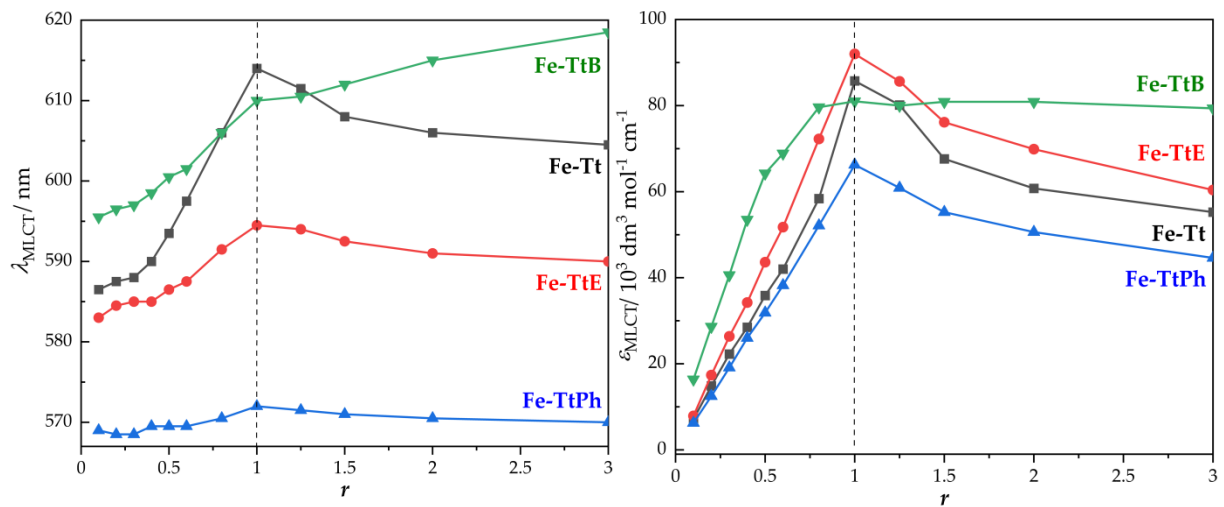 620
610
600
590
580
570
λMLCT/ nm
Fe-TtB
Fe-Tt
Fe-TtE
Fe-TtPh
0
0.5
1
1.5
2
2.5
3
r
100
80
60
40
20
0
εMLCT/ 10³ dm³ mol⁻¹ cm⁻¹
Fe-TtB
Fe-TtE
Fe-Tt
Fe-TtPh
0
0.5
1
1.5
2
2.5
3
r